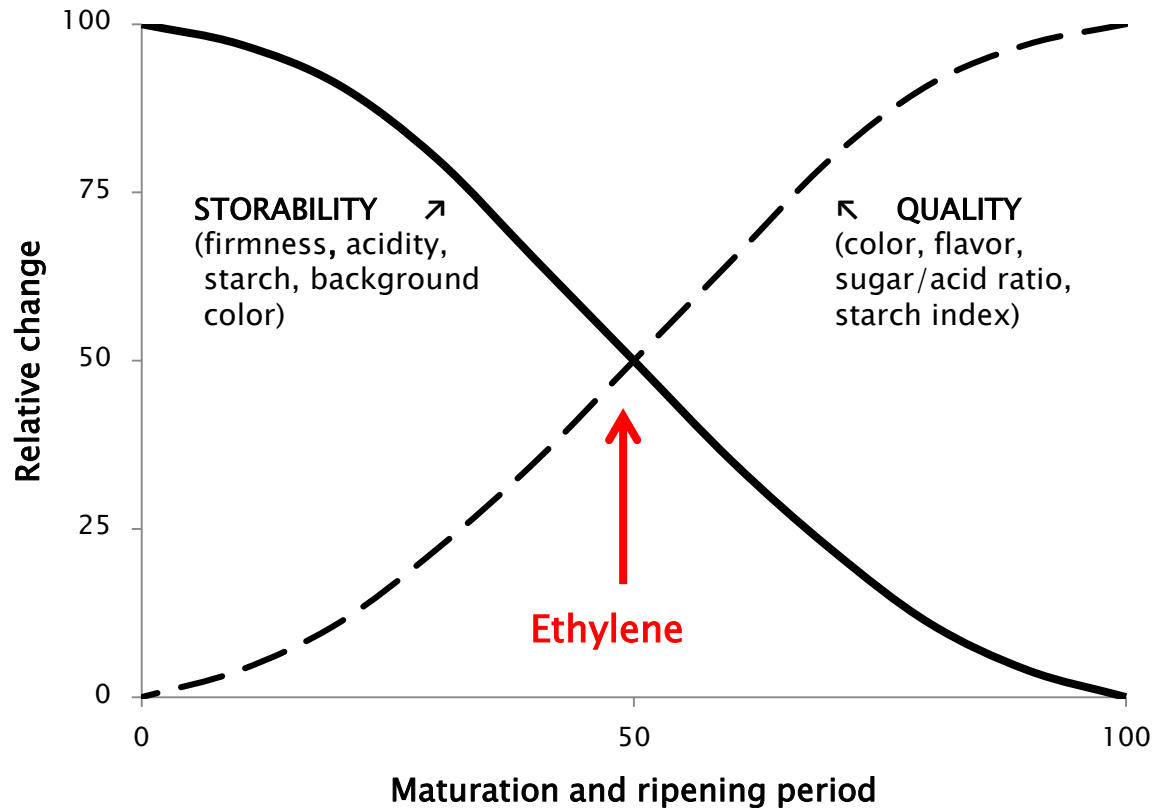 100
75
50
25
0
Relative change
STORABILITY ↗
(firmness, acidity,
starch, background
color)
↖ QUALITY
(color, flavor,
sugar/acid ratio,
starch index)
Ethylene
0
50
100
Maturation and ripening period